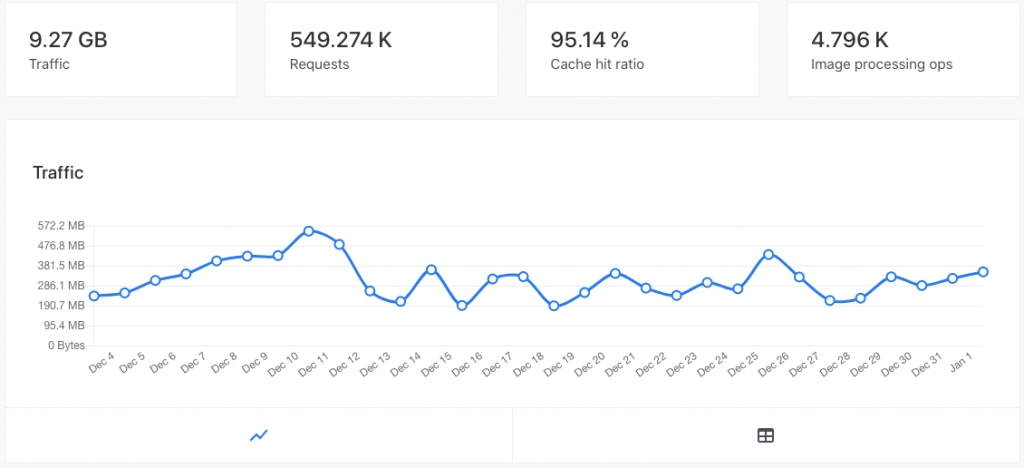 9.27 GB
Traffic
549.274 K
Requests
95.14 %
Cache hit ratio
4.796 K
Image processing ops
Traffic
572.2 MB
476.8 MB
381.5 MB
286.1 MB
190.7 MB
95.4 MB
0 Bytes
Dec 4
Dec 5
Dec 6
Dec 7
Dec 8
Dec 9
Dec 10
Dec 11
Dec 12
Dec 13
Dec 14
Dec 15
Dec 16
Dec 17
Dec 18
Dec 19
Dec 20
Dec 21
Dec 22
Dec 23
Dec 24
Dec 25
Dec 26
Dec 27
Dec 28
Dec 29
Dec 30
Dec 31
Jan 1